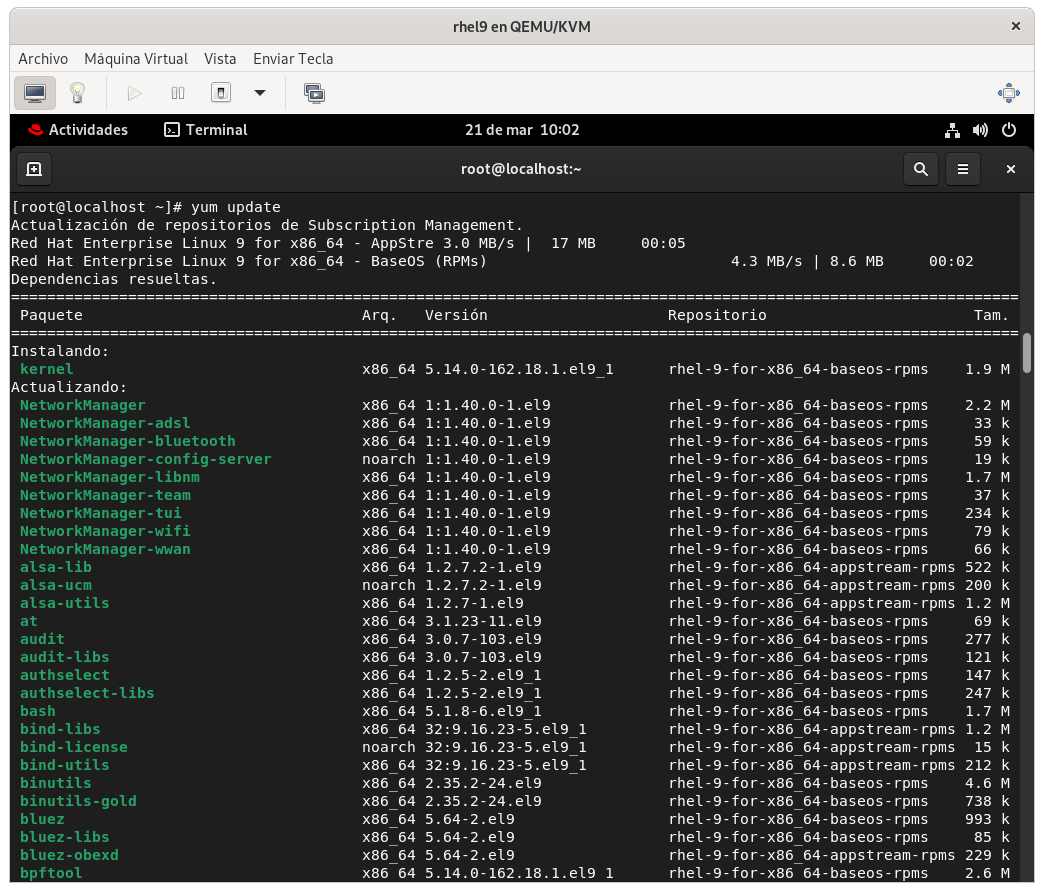 rhel9 en QEMU/KVM
Archivo Máquina Virtual Vista Enviar Tecla
Actividades Terminal 21 de mar 10:02
root@localhost:~
[root@localhost ~]# yum update
Actualización de repositorios de Subscription Management.
Red Hat Enterprise Linux 9 for x86_64 - AppStre 3.0 MB/s | 17 MB 00:05
Red Hat Enterprise Linux 9 for x86_64 - BaseOS (RPMs) 4.3 MB/s | 8.6 MB 00:02
Dependencias resueltas.
Paquete Arq. Versión Repositorio Tam.
Instalando:
kernel x86_64 5.14.0-162.18.1.el9_1 rhel-9-for-x86_64-baseos-rpms 1.9 M
Actualizando:
NetworkManager x86_64 1:1.40.0-1.el9 rhel-9-for-x86_64-baseos-rpms 2.2 M
NetworkManager-adsl x86_64 1:1.40.0-1.el9 rhel-9-for-x86_64-baseos-rpms 33 k
NetworkManager-bluetooth x86_64 1:1.40.0-1.el9 rhel-9-for-x86_64-baseos-rpms 59 k
NetworkManager-config-server noarch 1:1.40.0-1.el9 rhel-9-for-x86_64-baseos-rpms 19 k
NetworkManager-libnm x86_64 1:1.40.0-1.el9 rhel-9-for-x86_64-baseos-rpms 1.7 M
NetworkManager-team x86_64 1:1.40.0-1.el9 rhel-9-for-x86_64-baseos-rpms 37 k
NetworkManager-tui x86_64 1:1.40.0-1.el9 rhel-9-for-x86_64-baseos-rpms 234 k
NetworkManager-wifi x86_64 1:1.40.0-1.el9 rhel-9-for-x86_64-baseos-rpms 79 k
NetworkManager-wwan x86_64 1:1.40.0-1.el9 rhel-9-for-x86_64-baseos-rpms 66 k
alsa-lib x86_64 1.2.7.2-1.el9 rhel-9-for-x86_64-appstream-rpms 522 k
alsa-ucm noarch 1.2.7.2-1.el9 rhel-9-for-x86_64-appstream-rpms 200 k
alsa-utils x86_64 1.2.7-1.el9 rhel-9-for-x86_64-appstream-rpms 1.2 M
at x86_64 3.1.23-11.el9 rhel-9-for-x86_64-baseos-rpms 69 k
audit x86_64 3.0.7-103.el9 rhel-9-for-x86_64-baseos-rpms 277 k
audit-libs x86_64 3.0.7-103.el9 rhel-9-for-x86_64-baseos-rpms 121 k
authselect x86_64 1.2.5-2.el9_1 rhel-9-for-x86_64-baseos-rpms 147 k
authselect-libs x86_64 1.2.5-2.el9_1 rhel-9-for-x86_64-baseos-rpms 247 k
bash x86_64 5.1.8-6.el9_1 rhel-9-for-x86_64-baseos-rpms 1.7 M
bind-libs x86_64 32:9.16.23-5.el9_1 rhel-9-for-x86_64-appstream-rpms 1.2 M
bind-license noarch 32:9.16.23-5.el9_1 rhel-9-for-x86_64-appstream-rpms 15 k
bind-utils x86_64 32:9.16.23-5.el9_1 rhel-9-for-x86_64-appstream-rpms 212 k
binutils x86_64 2.35.2-24.el9 rhel-9-for-x86_64-baseos-rpms 4.6 M
binutils-gold x86_64 2.35.2-24.el9 rhel-9-for-x86_64-baseos-rpms 738 k
bluez x86_64 5.64-2.el9 rhel-9-for-x86_64-baseos-rpms 993 k
bluez-libs x86_64 5.64-2.el9 rhel-9-for-x86_64-baseos-rpms 85 k
bluez-obexd x86_64 5.64-2.el9 rhel-9-for-x86_64-appstream-rpms 229 k
bpftool x86_64 5.14.0-162.18.1.el9_1 rhel-9-for-x86_64-baseos-rpms 2.6 M